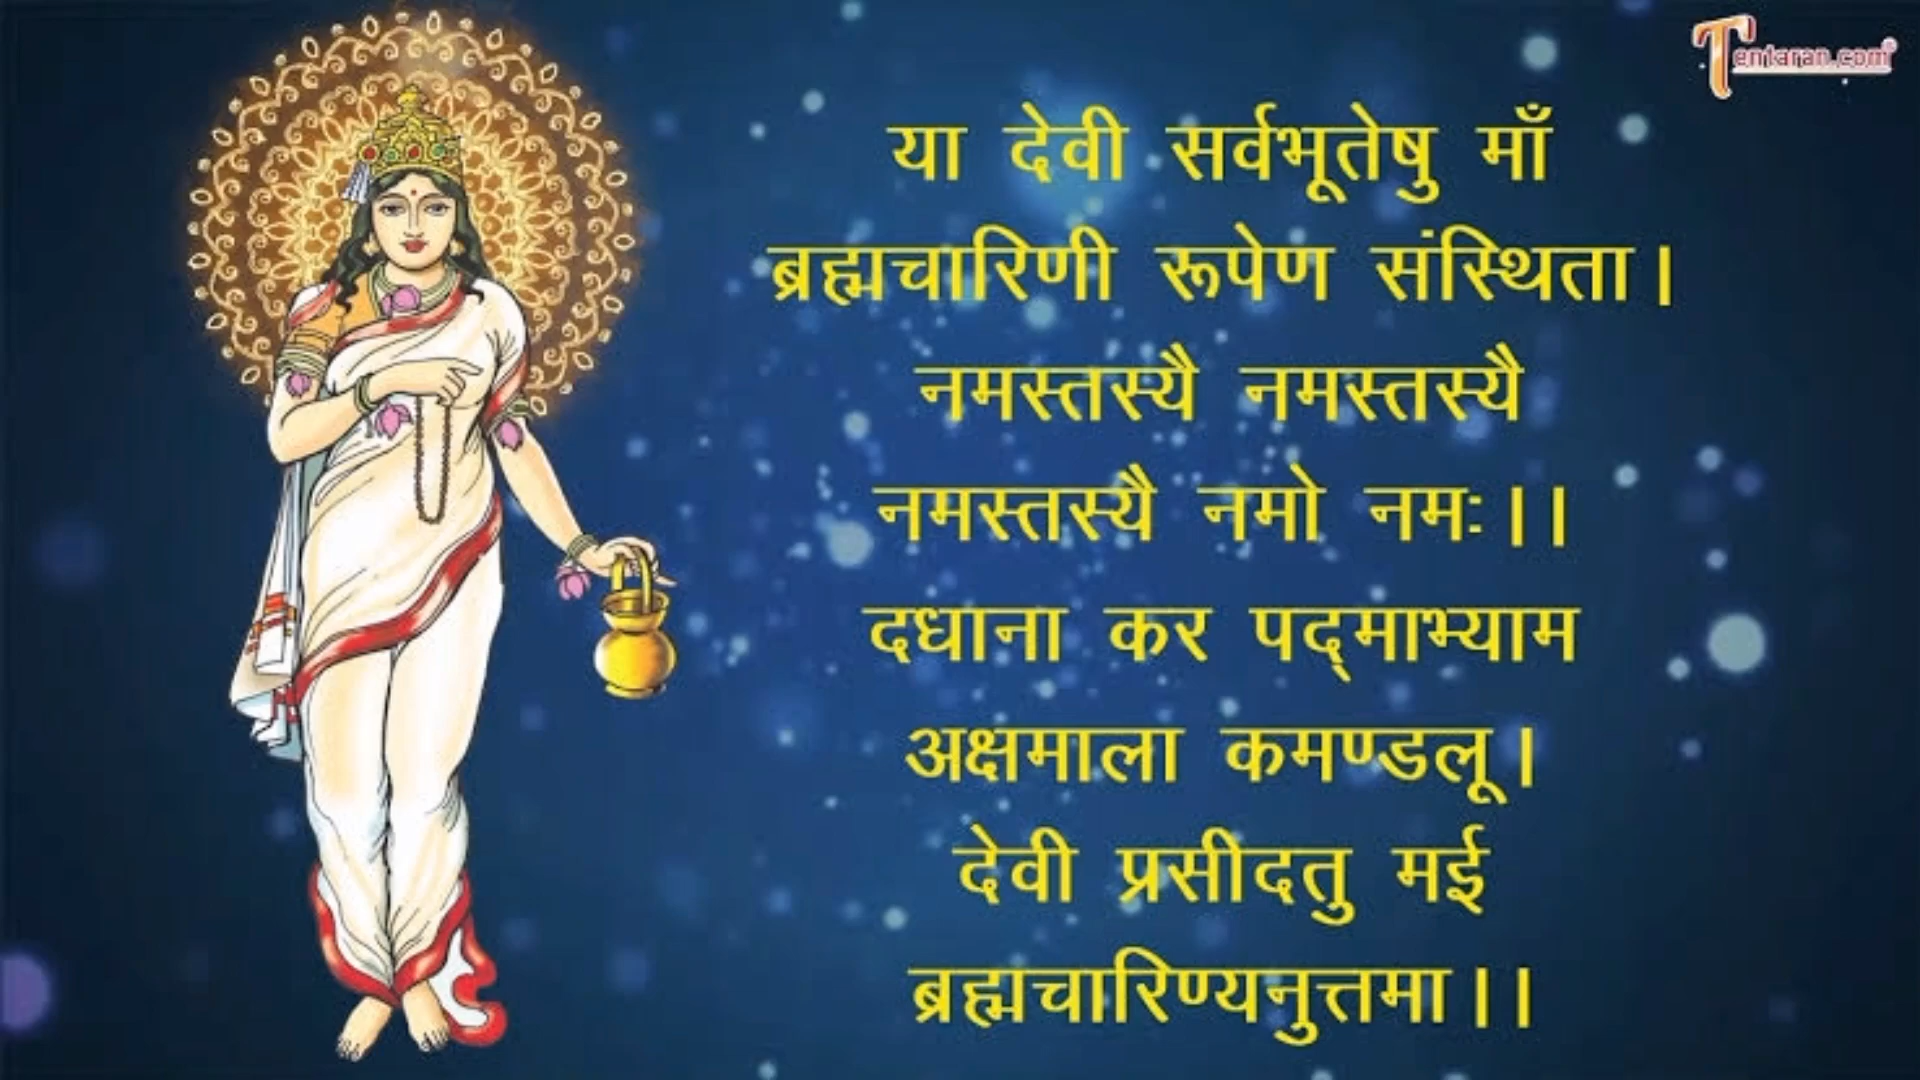 Tentaran.com
या देवी सर्वभूतेषु माँ
ब्रह्मचारिणी रूपेण संस्थिता।
नमस्तस्यै नमस्तस्यै
नमस्तस्यै नमो नमः।।
दधाना कर पद्‌माभ्याम
अक्षमाला कमण्डलू।
देवी प्रसीदतु मई
ब्रह्मचारिण्यनुत्तमा।।